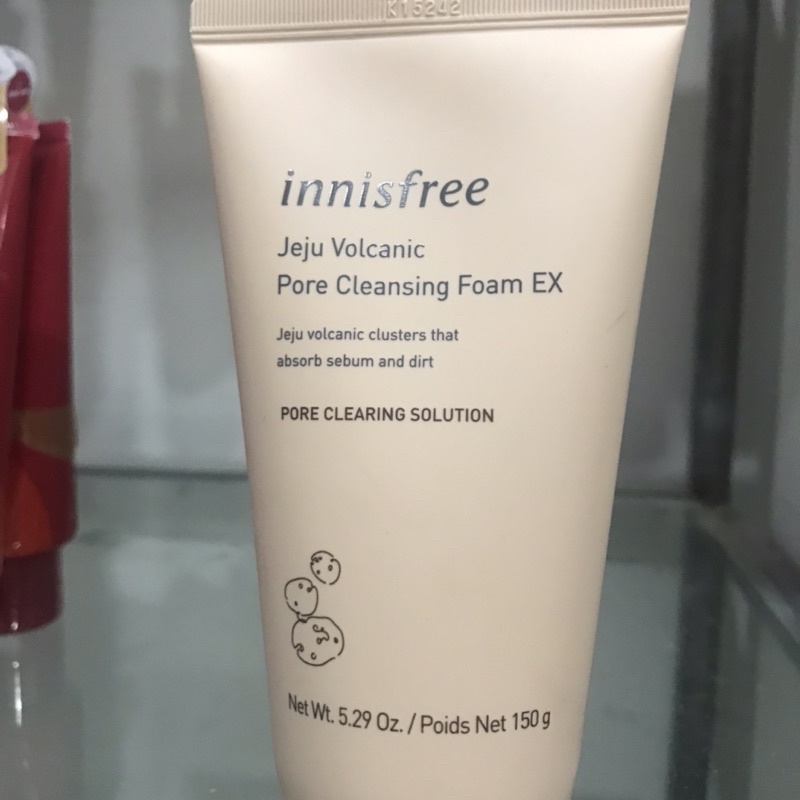 K15242
innisfree
Jeju Volcanic
Pore Cleansing Foam EX
Jeju volcanic clusters that
absorb sebum and dirt
PORE CLEARING SOLUTION
Net Wt. 5.29 Oz. / Poids Net 150 g